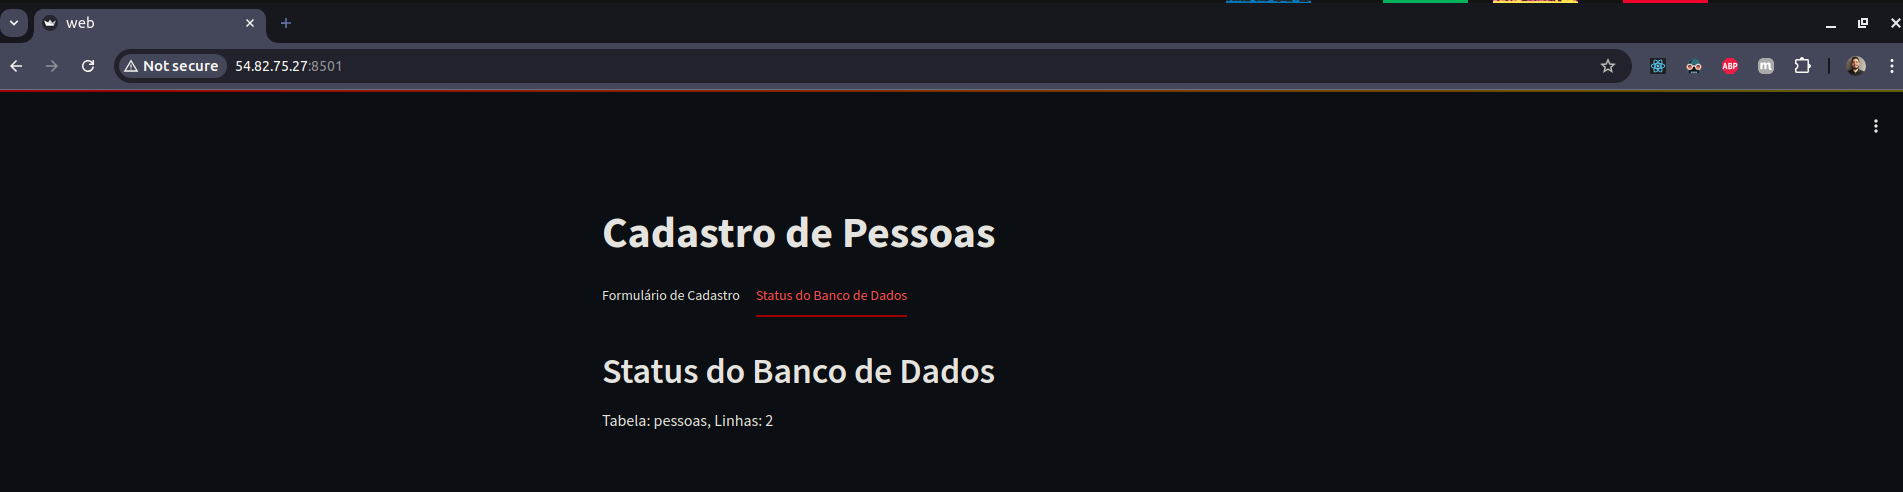 web
Not secure 54.82.75.27:8501
ABP
m
Cadastro de Pessoas
Formulário de Cadastro Status do Banco de Dados
Status do Banco de Dados
Tabela: pessoas, Linhas: 2